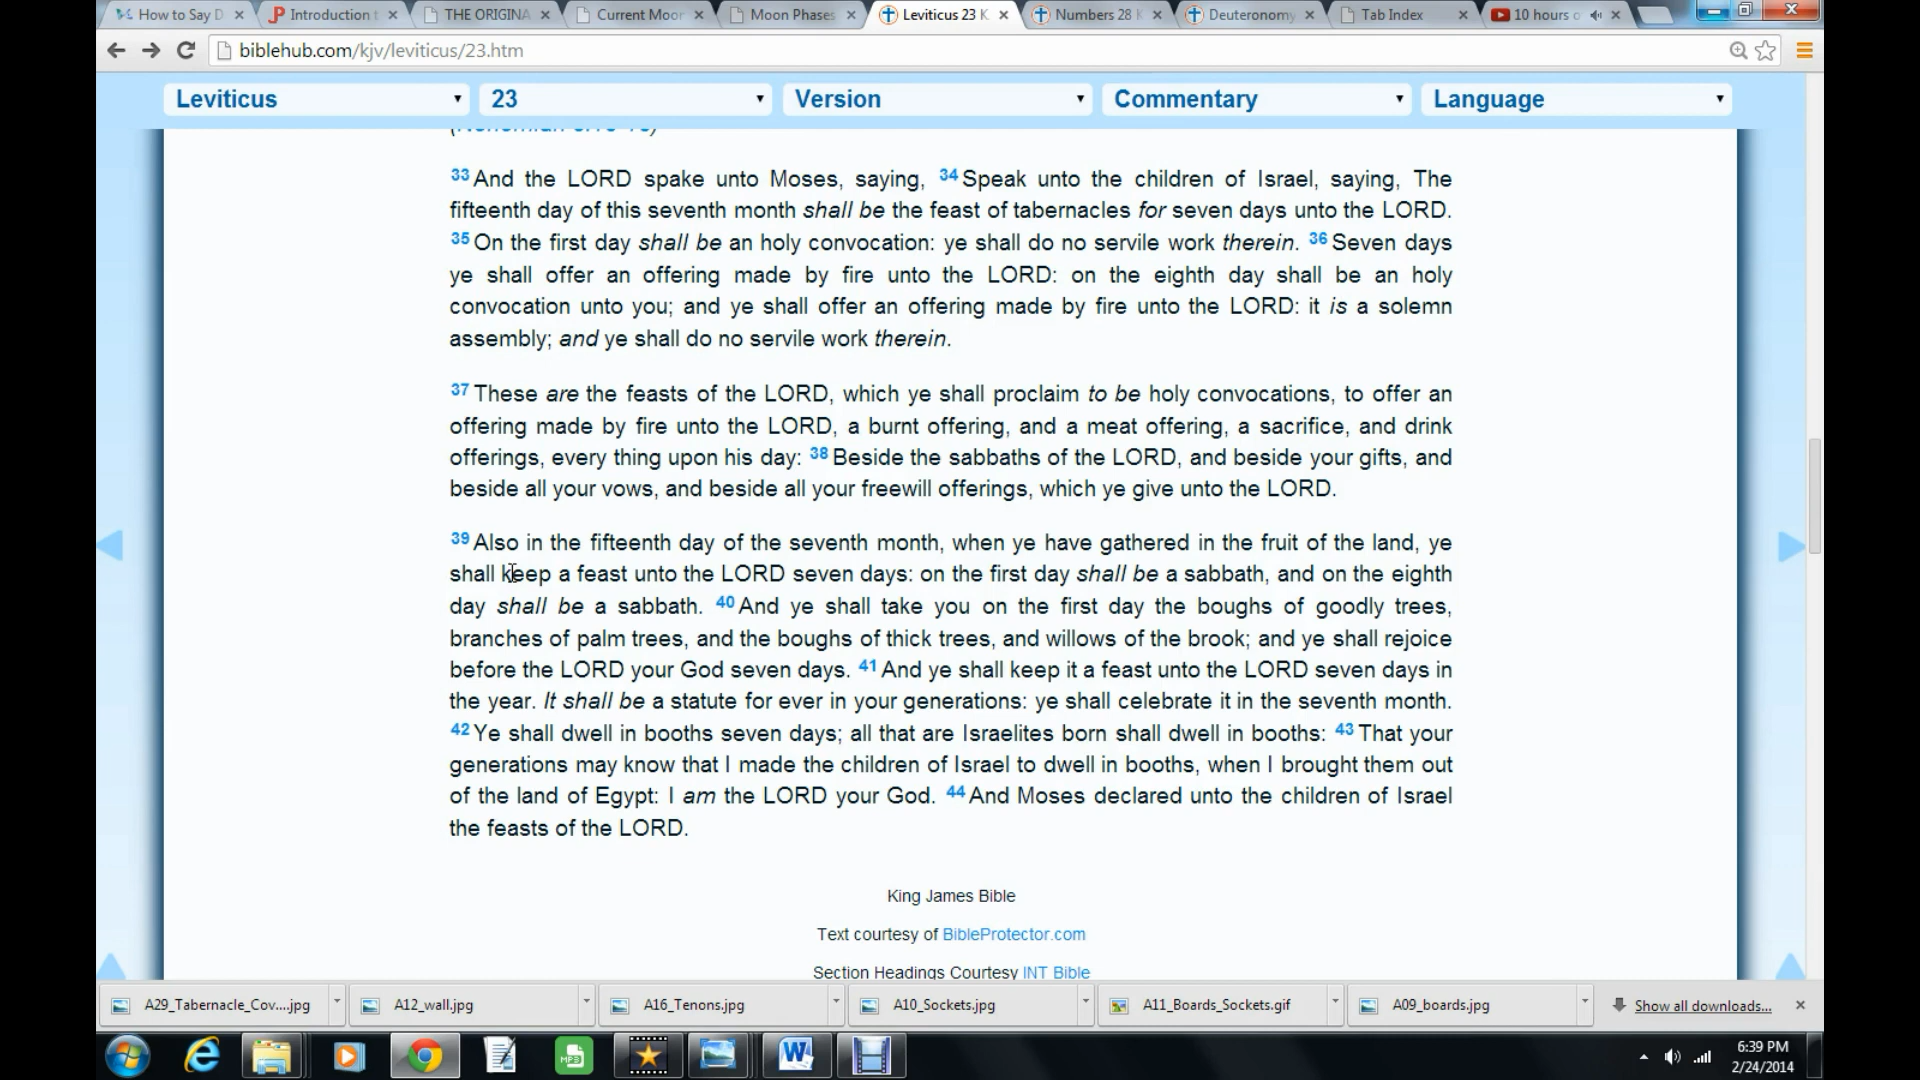 How to Say D
Introduction t
THE ORIGINA
Current Moon
Moon Phases
Leviticus 23 K
Numbers 28 K
Deuteronomy
Tab Index
10 hours o
biblehub.com/kjv/leviticus/23.htm
Leviticus
23
Version
Commentary
Language
33 And the LORD spake unto Moses, saying, 34 Speak unto the children of Israel, saying, The
fifteenth day of this seventh month shall be the feast of tabernacles for seven days unto the LORD.
35 On the first day shall be an holy convocation: ye shall do no servile work therein. 36 Seven days
ye shall offer an offering made by fire unto the LORD: on the eighth day shall be an holy
convocation unto you; and ye shall offer an offering made by fire unto the LORD: it is a solemn
assembly; and ye shall do no servile work therein.
37 These are the feasts of the LORD, which ye shall proclaim to be holy convocations, to offer an
offering made by fire unto the LORD, a burnt offering, and a meat offering, a sacrifice, and drink
offerings, every thing upon his day: 38 Beside the sabbaths of the LORD, and beside your gifts, and
beside all your vows, and beside all your freewill offerings, which ye give unto the LORD.
39 Also in the fifteenth day of the seventh month, when ye have gathered in the fruit of the land, ye
shall keep a feast unto the LORD seven days: on the first day shall be a sabbath, and on the eighth
day shall be a sabbath. 40 And ye shall take you on the first day the boughs of goodly trees,
branches of palm trees, and the boughs of thick trees, and willows of the brook; and ye shall rejoice
before the LORD your God seven days. 41 And ye shall keep it a feast unto the LORD seven days in
the year. It shall be a statute for ever in your generations: ye shall celebrate it in the seventh month.
42 Ye shall dwell in booths seven days; all that are Israelites born shall dwell in booths: 43 That your
generations may know that I made the children of Israel to dwell in booths, when I brought them out
of the land of Egypt: I am the LORD your God. 44 And Moses declared unto the children of Israel
the feasts of the LORD.
King James Bible
Text courtesy of BibleProtector.com
Section Headings Courtesy INT Bible
A29_Tabernacle_Cov....jpg
A12_wall.jpg
A16_Tenons.jpg
A10_Sockets.jpg
A11_Boards_Sockets.gif
A09_boards.jpg
Show all downloads...
MP3
6:39 PM
2/24/2014